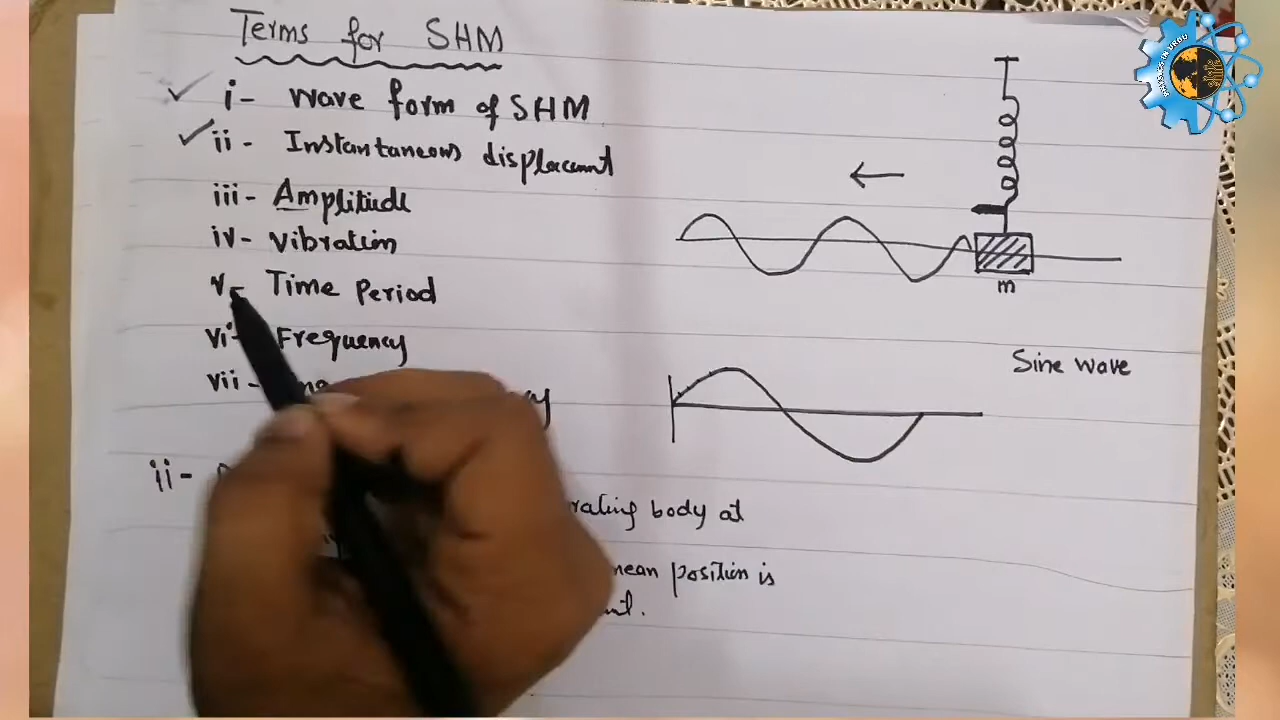 Terms for SHM
i- wave form of SHM
ii- Instantaneous displacement
iii- Amplitude
iv- Vibration
v- Time Period
vi- Frequency
vii-
ii-
body at
mean position is
m
Sine wave